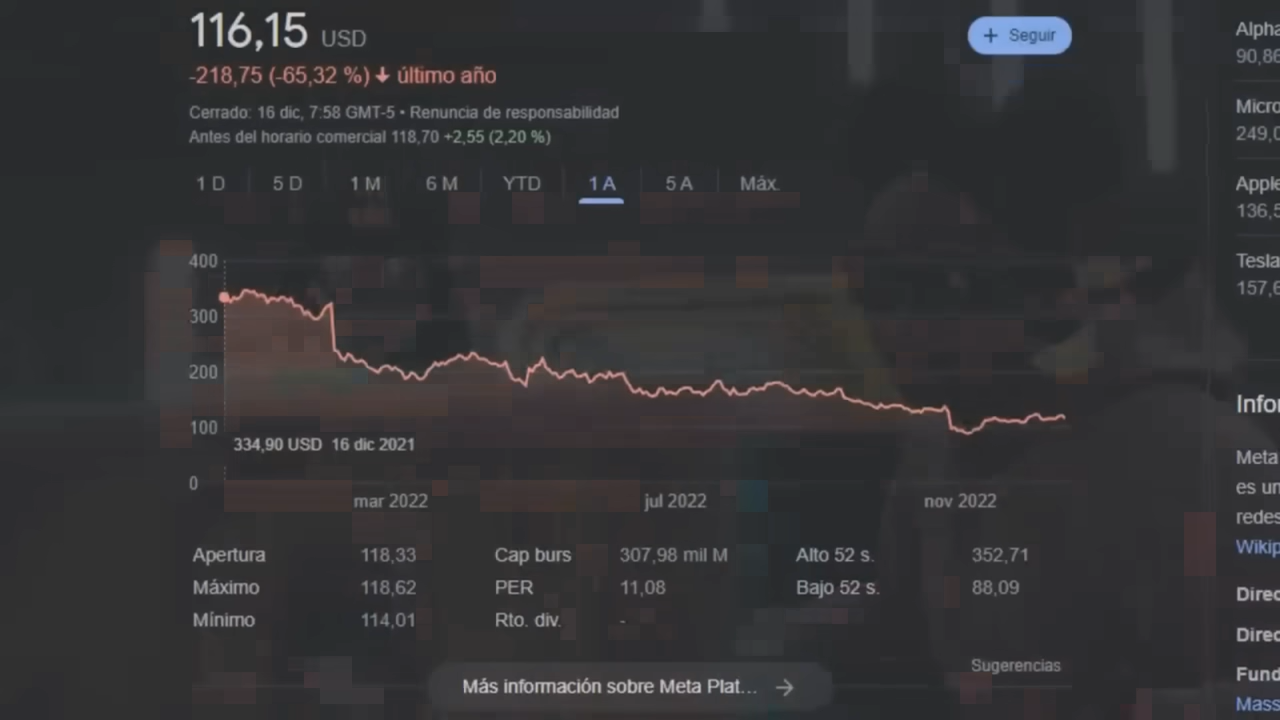 116,15 USD
+ Seguir
-218,75 (-65,32 %) ↓ último año
Cerrado: 16 dic, 7:58 GMT-5 • Renuncia de responsabilidad
Antes del horario comercial 118,70 +2,55 (2,20 %)
1 D 5 D 1 M 6 M YTD 1 A 5 A Máx.
400
300
200
100
0
334,90 USD 16 dic 2021
mar 2022 jul 2022 nov 2022
Apertura 118,33 Cap burs 307,98 mil M Alto 52 s. 352,71
Máximo 118,62 PER 11,08 Bajo 52 s. 88,09
Mínimo 114,01 Rto. div. -
Sugerencias
Más información sobre Meta Plat... →
Alpha
90,86
Micro
249,0
Apple
136,5
Tesla
157,6
Infor
Meta
es un
redes
Wikip
Direc
Direc
Fund
Mass